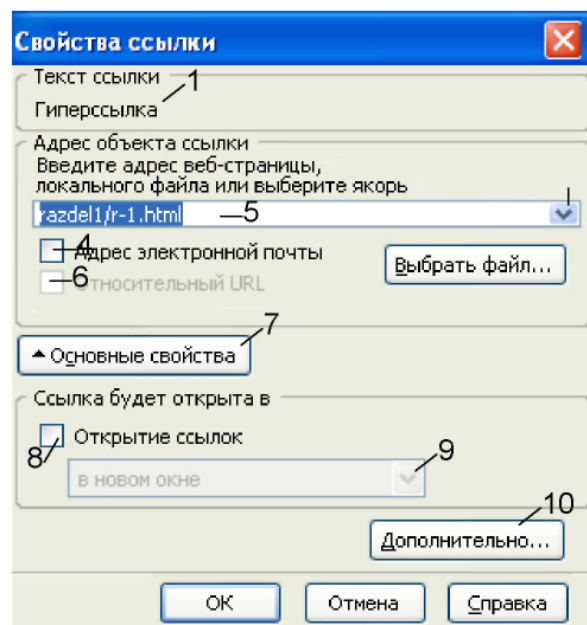 Свойства ссылки
Текст ссылки
1
Гиперссылка
Адрес объекта ссылки
Введите адрес веб-страницы,
локального файла или выберите якорь
razdel1/r-1.html
5
4
Адрес электронной почты
Выбрать файл...
6
Относительный URL
7
Основные свойства
Ссылка будет открыта в
Открытие ссылок
8
9
в новом окне
10
Дополнительно...
ОК Отмена Справка